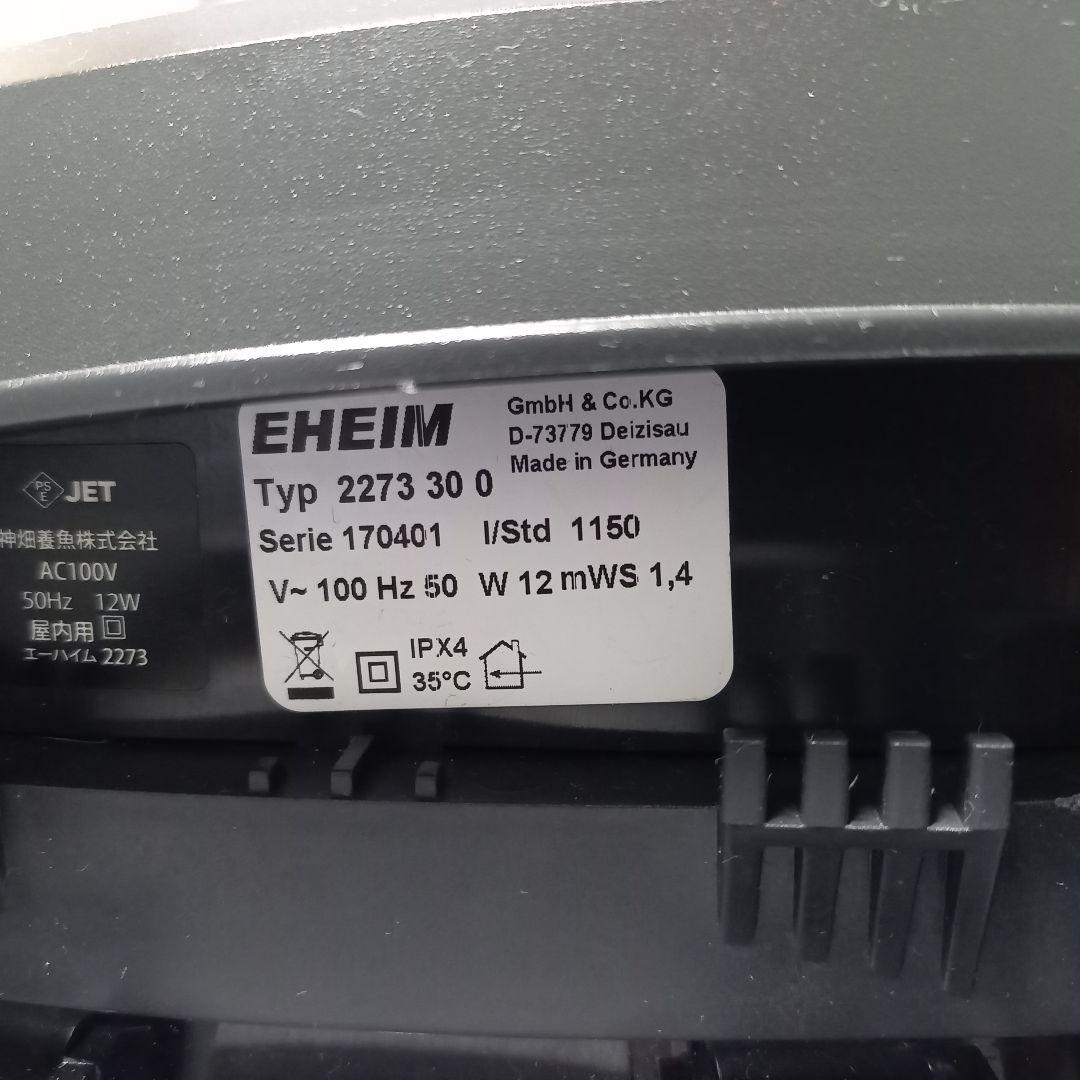 EHEIM
GmbH & Co.KG
D-73779 Deizisau
Made in Germany
Typ 2273 30 0
Serie 170401 I/Std 1150
V~ 100 Hz 50 W 12 mWS 1,4
IPX4
35°C
PS
E
JET
神畑養魚株式会社
AC100V
50Hz 12W
屋内用
エーハイム 2273